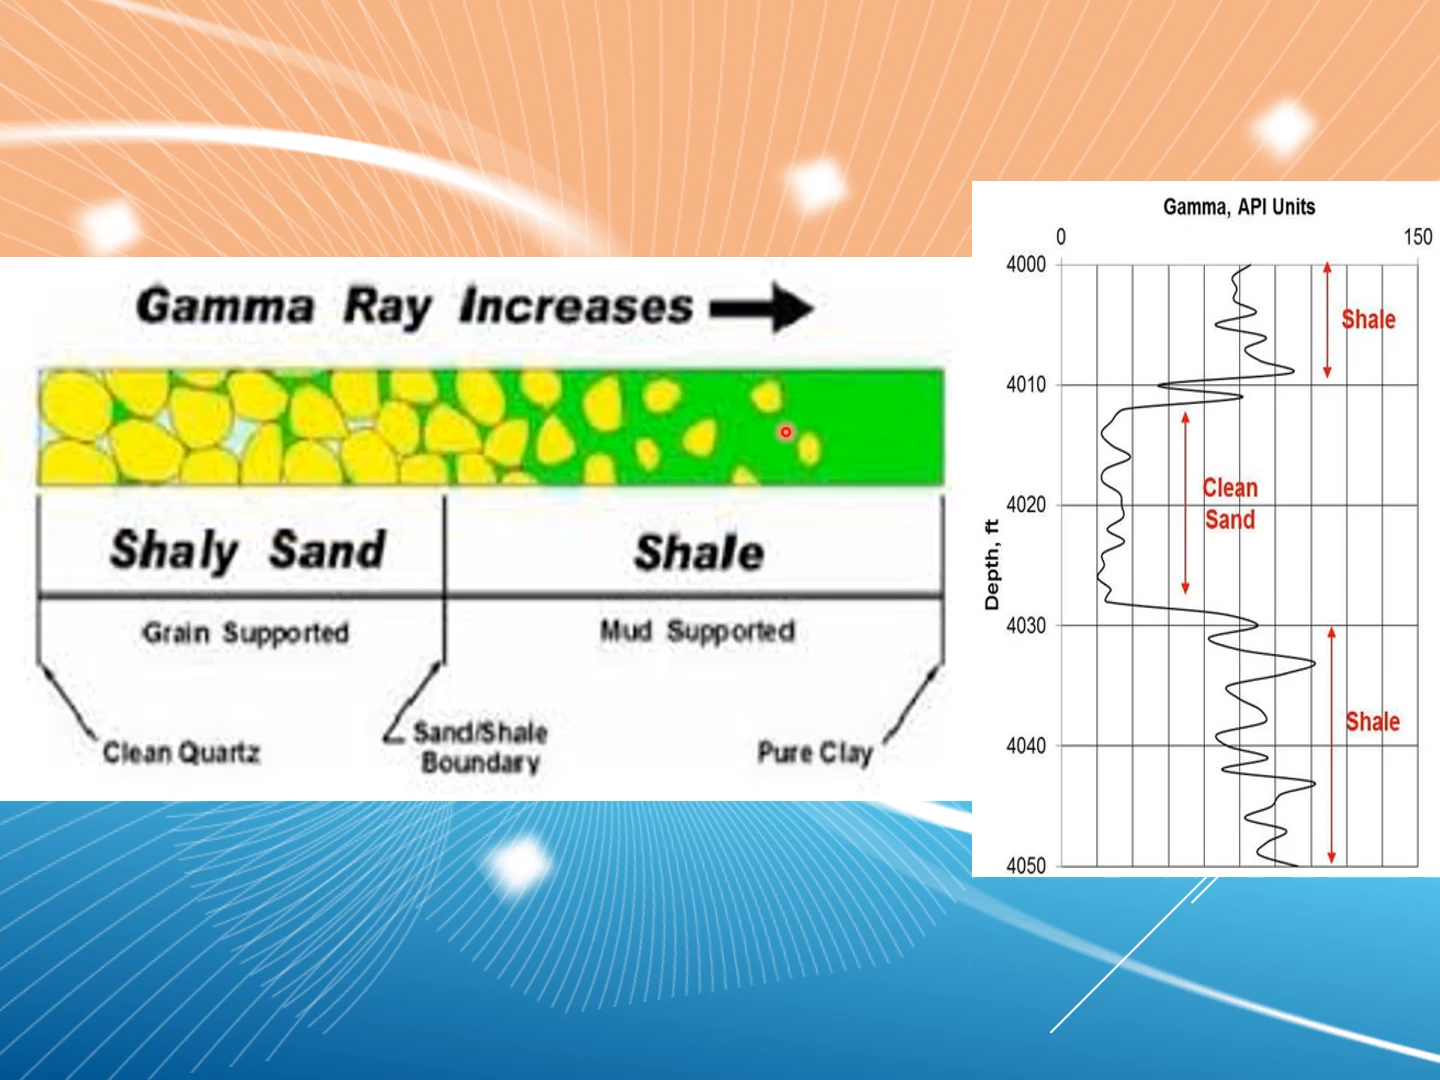 Gamma Ray Increases
Shaly Sand
Shale
Grain Supported
Mud Supported
Clean Quartz
Sand/Shale
Boundary
Pure Clay
Gamma, API Units
0
150
Depth, ft
4000
4010
4020
4030
4040
4050
Shale
Clean
Sand
Shale